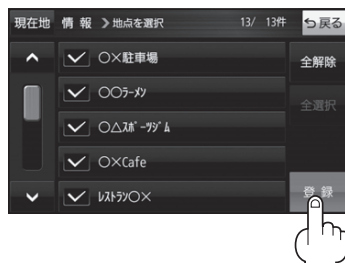 現在地 情報 ❯地点を選択 13/ 13件 戻る
○×駐車場
全解除
○○ラーメン
全選択
○△スポーツジム
○×Cafe
レストラン○×
登録